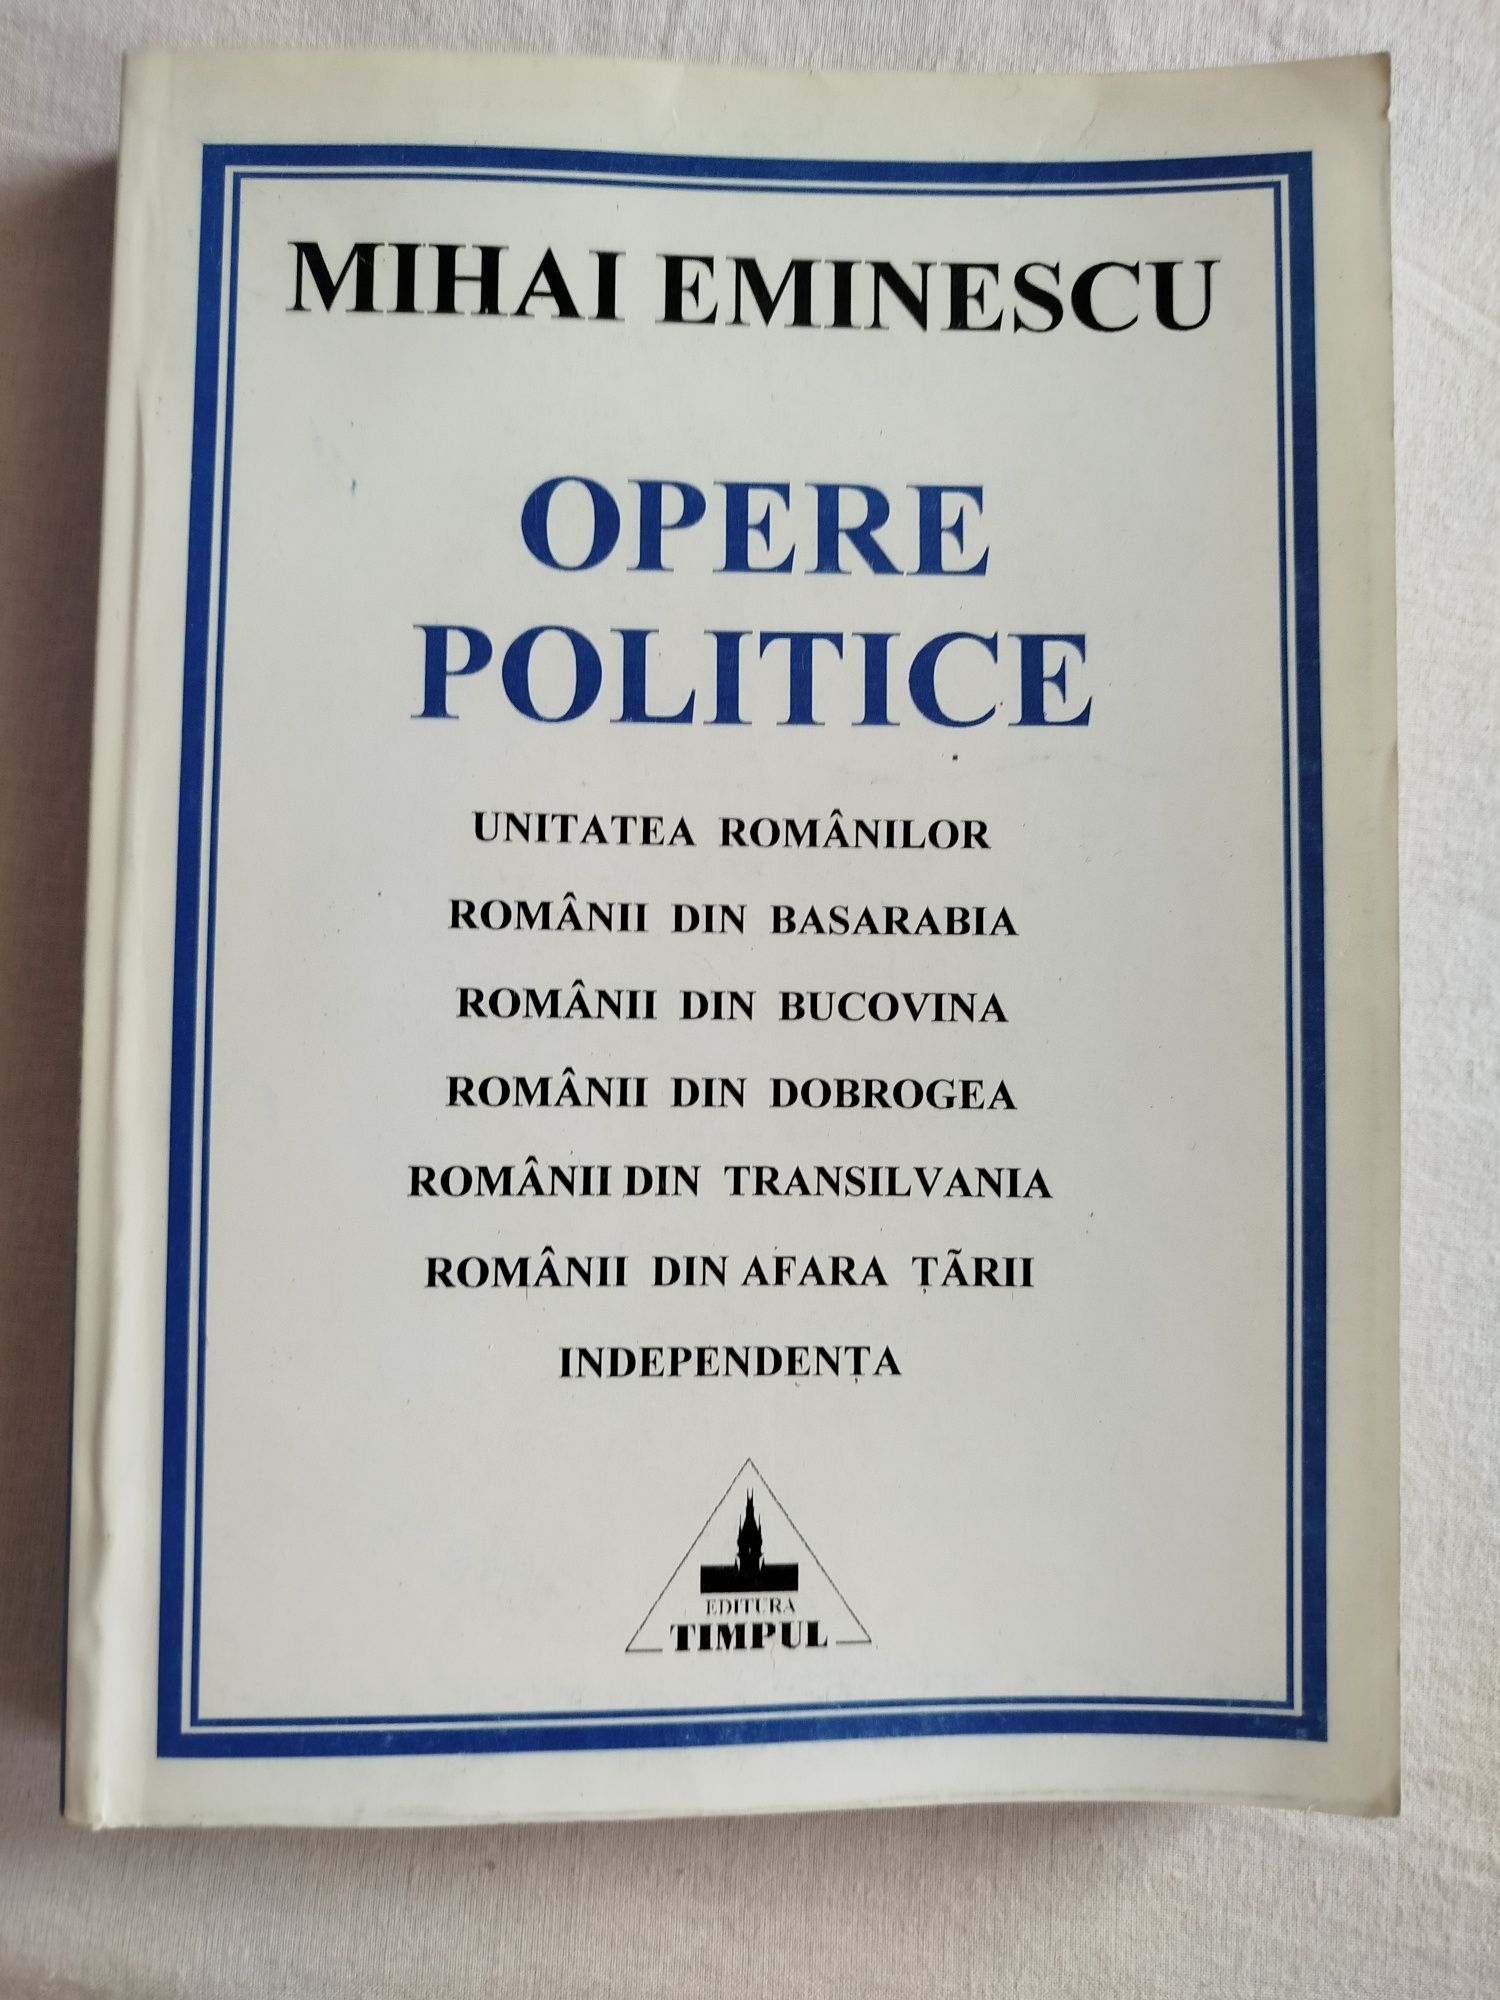 MIHAI EMINESCU
OPERE
POLITICE
UNITATEA ROMÂNILOR
ROMÂNII DIN BASARABIA
ROMÂNII DIN BUCOVINA
ROMÂNII DIN DOBROGEA
ROMÂNII DIN TRANSILVANIA
ROMÂNII DIN AFARA ȚÃRII
INDEPENDENȚA
EDITURA
TIMPUL